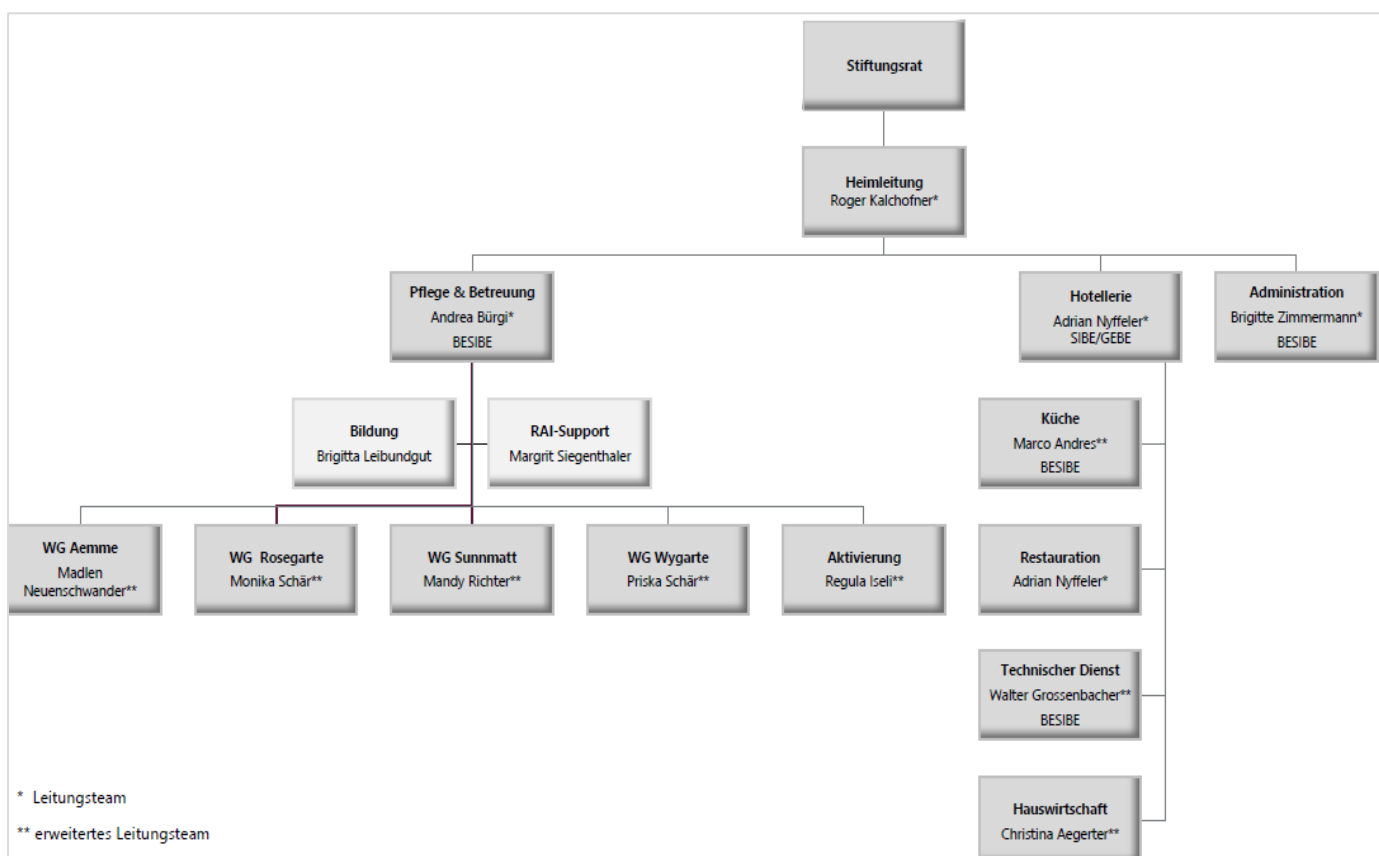 Stiftungsrat
Heimleitung
Roger Kalchofner*
Pflege & Betreuung
Andrea Bürgi*
BESIBE
Hotellerie
Adrian Nyffeler*
SIBE/GEBE
Administration
Brigitte Zimmermann*
BESIBE
Bildung
Brigitta Leibundgut
RAI-Support
Margrit Siegenthaler
Küche
Marco Andres**
BESIBE
WG Aemme
Madlen
Neuenschwander**
WG Rosegarte
Monika Schär**
WG Sunnmatt
Mandy Richter**
WG Wygarte
Priska Schär**
Aktivierung
Regula Iseli**
Restauration
Adrian Nyffeler*
Technischer Dienst
Walter Grossenbacher**
BESIBE
Hauswirtschaft
Christina Aegerter**
* Leitungsteam
** erweitertes Leitungsteam